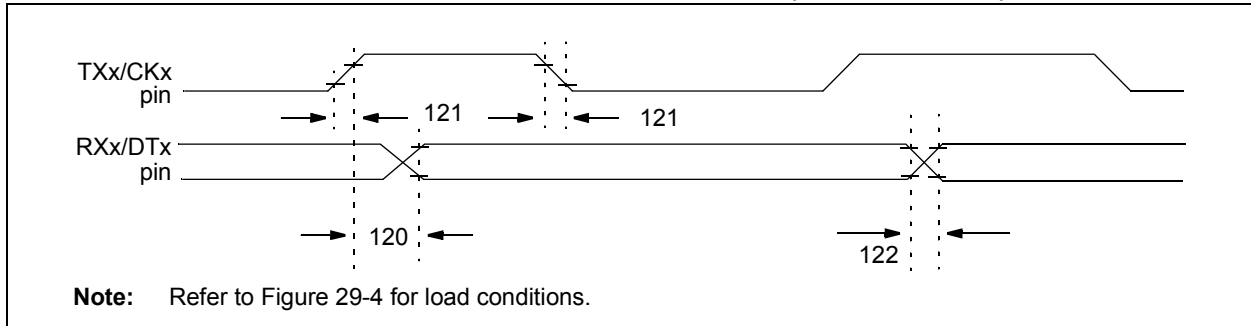 TXx/CKx
pin
121
121
RXx/DTx
pin
120
122
Note: Refer to Figure 29-4 for load conditions.